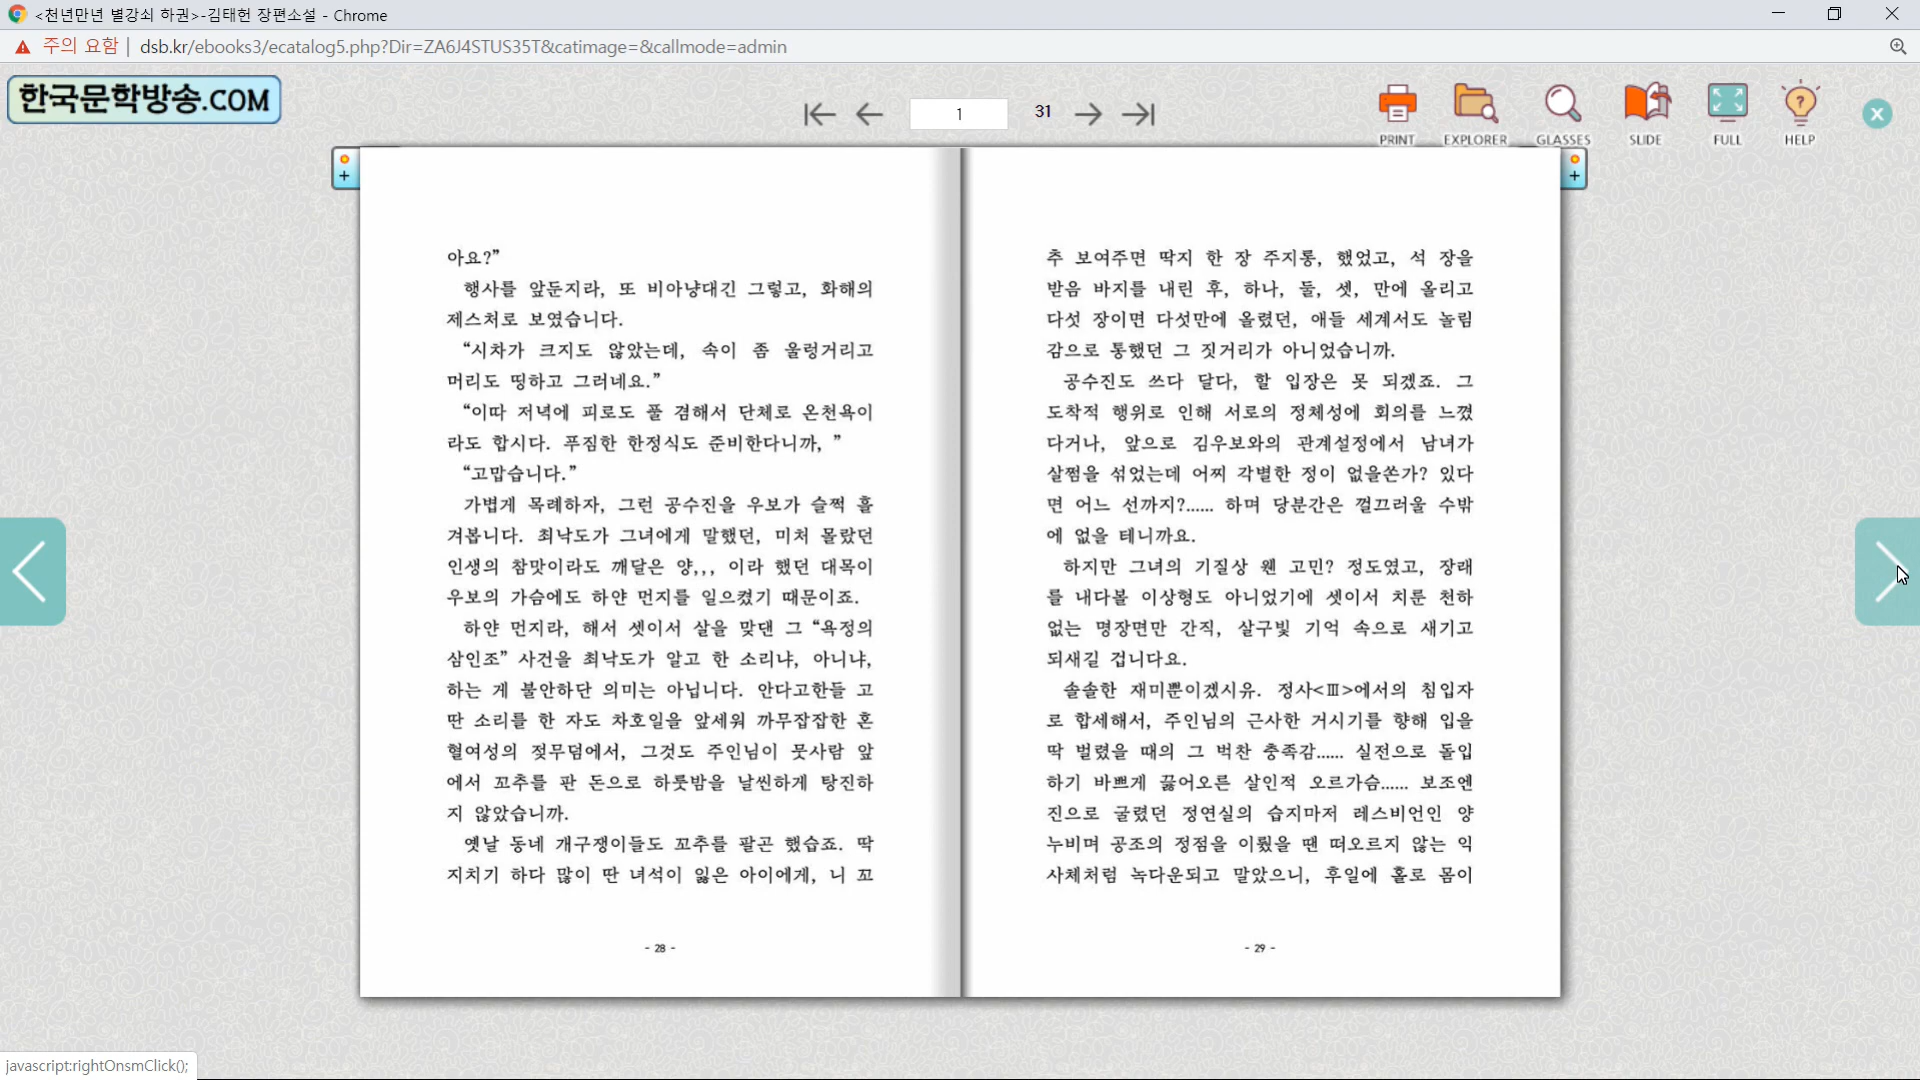 <천년만년 별강쇠 하권>-김태헌 장편소설 - Chrome
주의 요함 | dsb.kr/ebooks3/ecatalog5.php?Dir=ZA6J4STUS35T&catimage=&callmode=admin
한국문학방송.COM
1 31
PRINT EXPLORER GLASSES SLIDE FULL HELP
아요?”
행사를 앞둔지라, 또 비아냥대긴 그렇고, 화해의
제스처로 보였습니다.
“시차가 크지도 않았는데, 속이 좀 울렁거리고
머리도 띵하고 그러네요.”
“이따 저녁에 피로도 풀 겸해서 단체로 온천욕이
라도 합시다. 푸짐한 한정식도 준비한다니까, ”
“고맙습니다.”
가볍게 목례하자, 그런 공수진을 우보가 슬쩍 흘
겨봅니다. 최낙도가 그녀에게 말했던, 미처 몰랐던
인생의 참맛이라도 깨달은 양,,, 이라 했던 대목이
우보의 가슴에도 하얀 먼지를 일으켰기 때문이죠.
하얀 먼지라, 해서 셋이서 살을 맞댄 그 “욕정의
삼인조” 사건을 최낙도가 알고 한 소리냐, 아니냐,
하는 게 불안하단 의미는 아닙니다. 안다고한들 고
딴 소리를 한 자도 차호일을 앞세워 까무잡잡한 혼
혈여성의 젖무덤에서, 그것도 주인님이 뭇사람 앞
에서 꼬추를 판 돈으로 하룻밤을 날씬하게 탕진하
지 않았습니까.
옛날 동네 개구쟁이들도 꼬추를 팔곤 했습죠. 딱
지치기 하다 많이 딴 녀석이 잃은 아이에게, 니 꼬
- 28 -
추 보여주면 딱지 한 장 주지롱, 했었고, 석 장을
받음 바지를 내린 후, 하나, 둘, 셋, 만에 올리고
다섯 장이면 다섯만에 올렸던, 애들 세계서도 놀림
감으로 통했던 그 짓거리가 아니었습니까.
공수진도 쓰다 달다, 할 입장은 못 되겠죠. 그
도착적 행위로 인해 서로의 정체성에 회의를 느꼈
다거나, 앞으로 김우보와의 관계설정에서 남녀가
살쩜을 섞었는데 어찌 각별한 정이 없을쏜가? 있다
면 어느 선까지?...... 하며 당분간은 껄끄러울 수밖
에 없을 테니까요.
하지만 그녀의 기질상 웬 고민? 정도였고, 장래
를 내다볼 이상형도 아니었기에 셋이서 치룬 천하
없는 명장면만 간직, 살구빛 기억 속으로 새기고
되새길 겁니다요.
솔솔한 재미뿐이겠시유. 정사<Ⅲ>에서의 침입자
로 합세해서, 주인님의 근사한 거시기를 향해 입을
딱 벌렸을 때의 그 벅찬 충족감...... 실전으로 돌입
하기 바쁘게 끓어오른 살인적 오르가슴...... 보조엔
진으로 굴렸던 정연실의 습지마저 레스비언인 양
누비며 공조의 정점을 이뤘을 땐 떠오르지 않는 익
사체처럼 녹다운되고 말았으니, 후일에 홀로 몸이
- 29 -
javascript:rightOnsmClick();